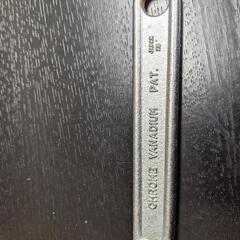 CHROME VANADIUM PAT.